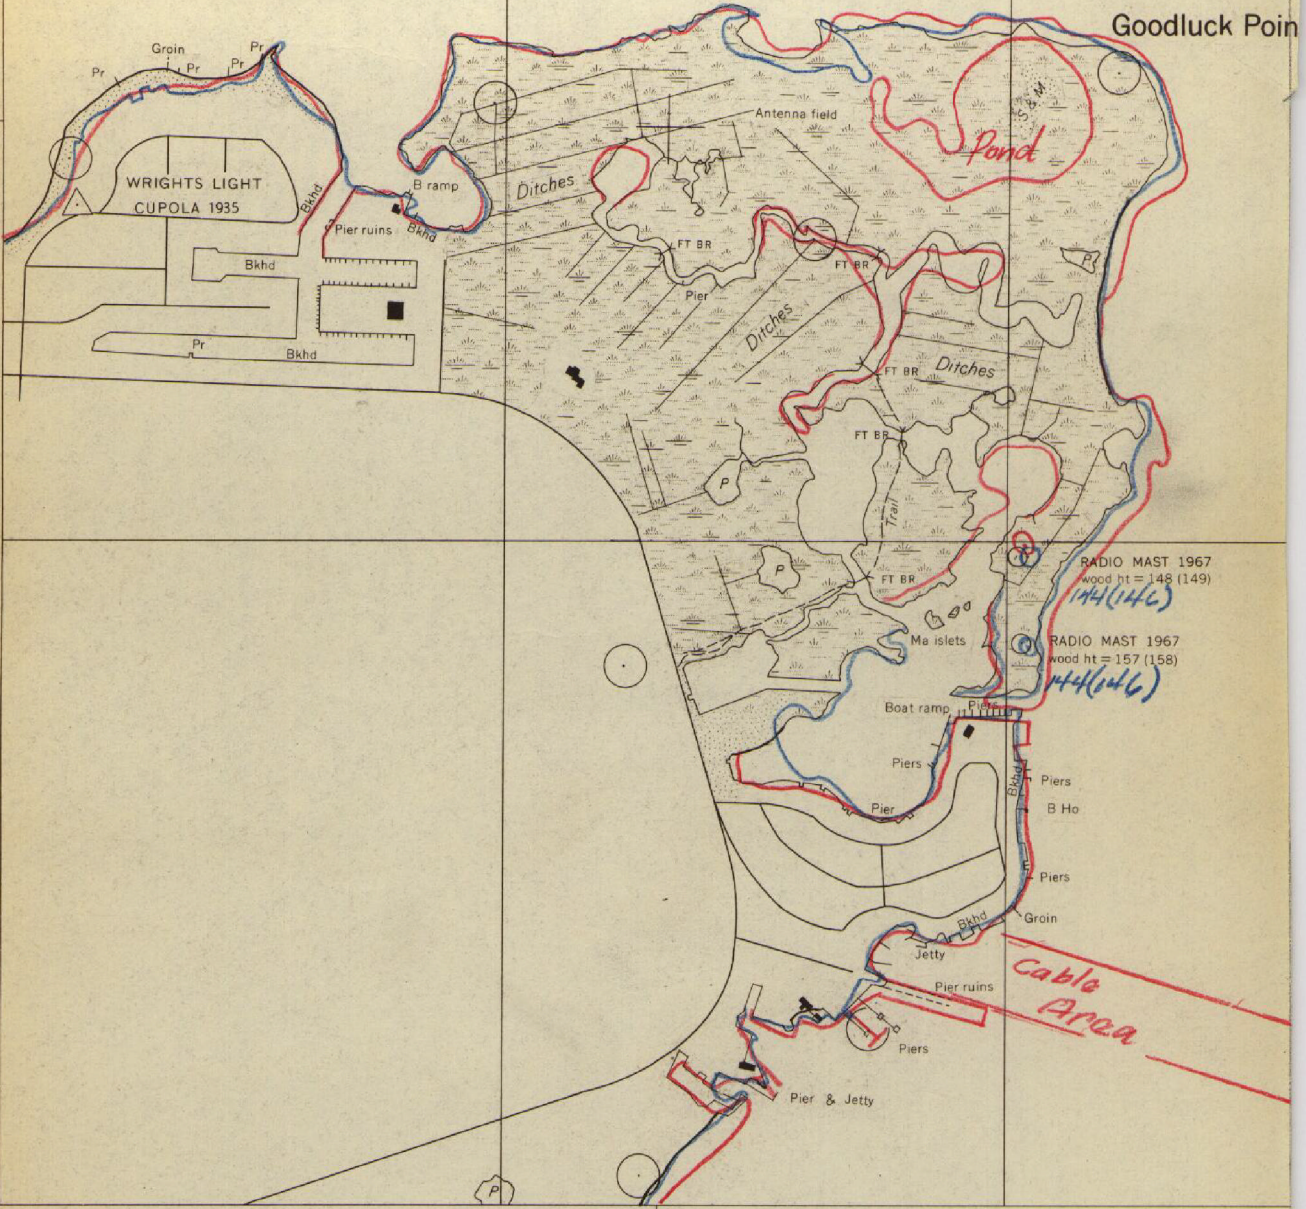 Goodluck Poin
Groin
Pr
Pr
Pr
Pr
S & M
Antenna field
Pond
WRIGHTS LIGHT
CUPOLA 1935
Bkhd
B ramp
Ditches
Pier ruins
Bkhd
FT BR
FT BR
P
Bkhd
Pier
Ditches
Pr
Bkhd
FT BR
Ditches
FT BR
P
Trail
RADIO MAST 1967
wood ht = 148 (149)
144(146)
P
FT BR
Ma islets
RADIO MAST 1967
wood ht = 157 (158)
144(146)
Boat ramp
Piers
Piers
Bkhd
Piers
Pier
B Ho
Piers
Groin
Bkhd
Jetty
Cable
Area
Pier ruins
Piers
Pier & Jetty
P